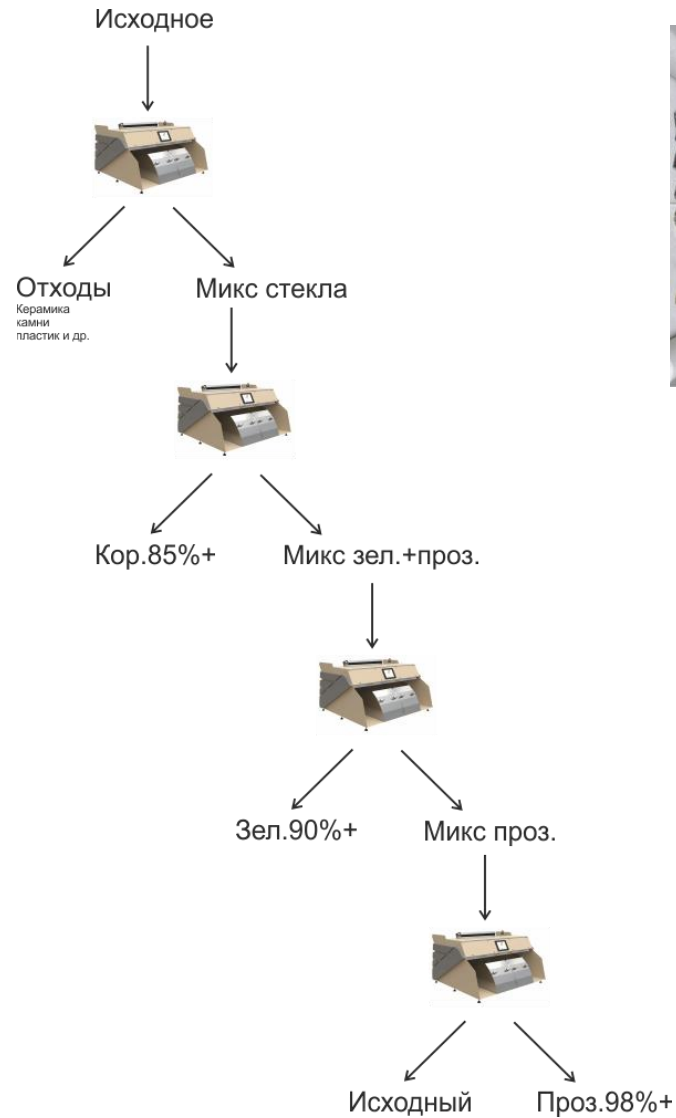 Исходное
Отходы
Керамика
камни
пластик и др.
Микс стекла
Кор.85%+
Микс зел.+проз.
Зел.90%+
Микс проз.
Исходный
Проз.98%+